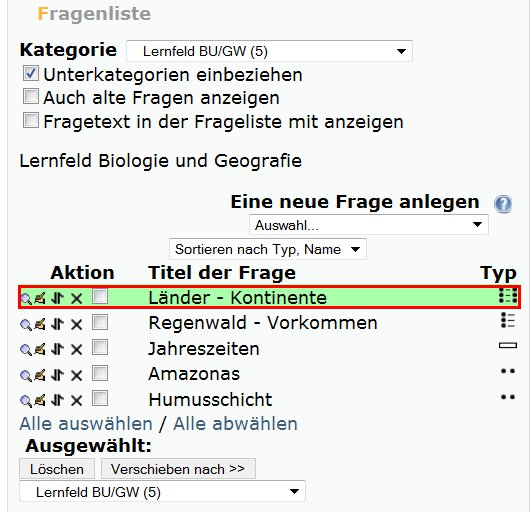 Fragenliste
Kategorie Lernfeld BU/GW (5)
Unterkategorien einbeziehen
Auch alte Fragen anzeigen
Fragetext in der Frageliste mit anzeigen
Lernfeld Biologie und Geografie
Eine neue Frage anlegen
Auswahl...
Sortieren nach Typ, Name
Aktion Titel der Frage Typ
Länder - Kontinente
Regenwald - Vorkommen
Jahreszeiten
Amazonas
Humusschicht
Alle auswählen / Alle abwählen
Ausgewählt:
Löschen Verschieben nach >>
Lernfeld BU/GW (5)